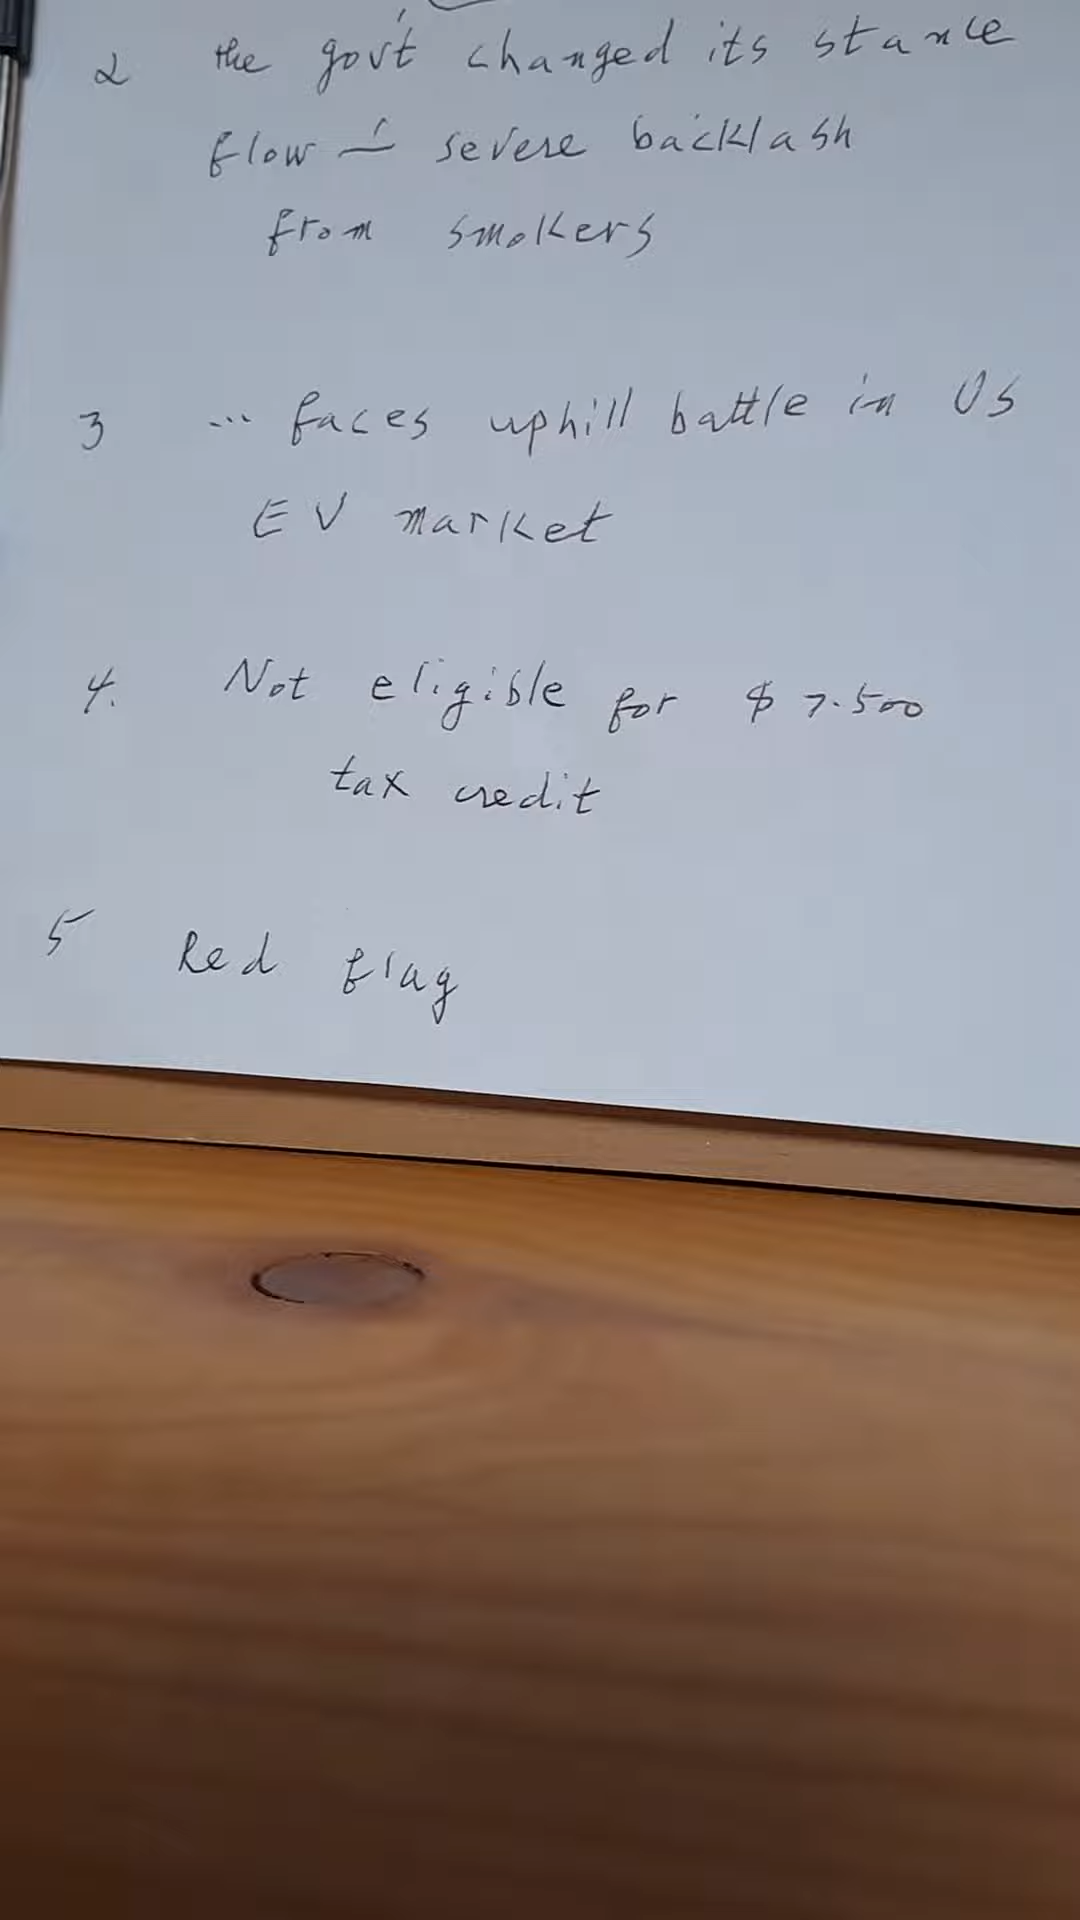 2 the gov't changed its stance
flow severe backlash
from smokers
3 ... faces uphill battle in US
EV market
4. Not eligible for $7.500
tax credit
5 Red flag